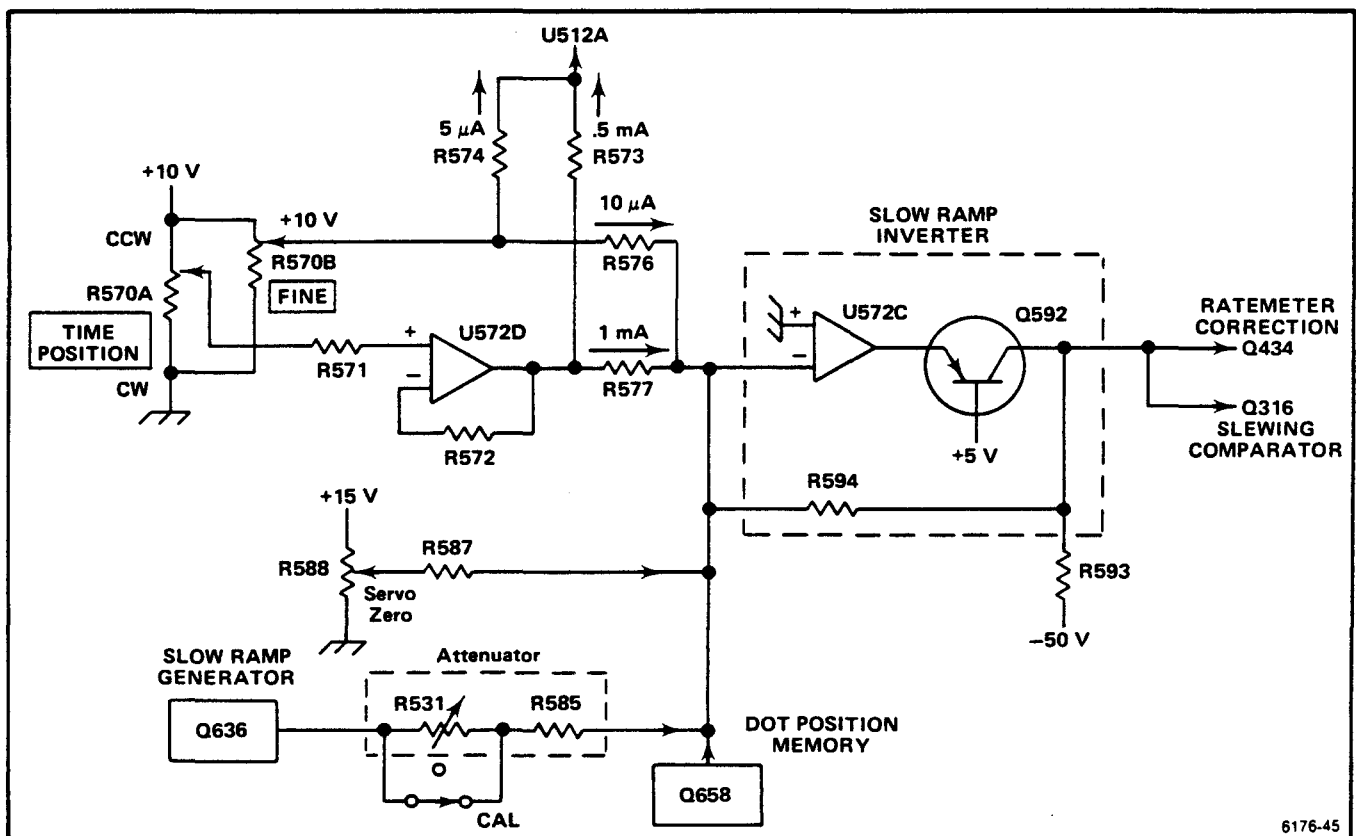 U512A
5 μA
R574
.5 mA
R573
+10 V
CCW
+10 V
10 μA
R576
R570B
FINE
R570A
TIME
POSITION
CW
R571
+
−
U572D
R572
1 mA
R577
SLOW RAMP
INVERTER
+
−
U572C
Q592
+5 V
RATEMETER
CORRECTION
Q434
Q316
SLEWING
COMPARATOR
R594
R593
−50 V
+15 V
R588
R587
Servo
Zero
SLOW RAMP
GENERATOR
Q636
Attenuator
R531
R585
CAL
DOT POSITION
MEMORY
Q658
6176-45